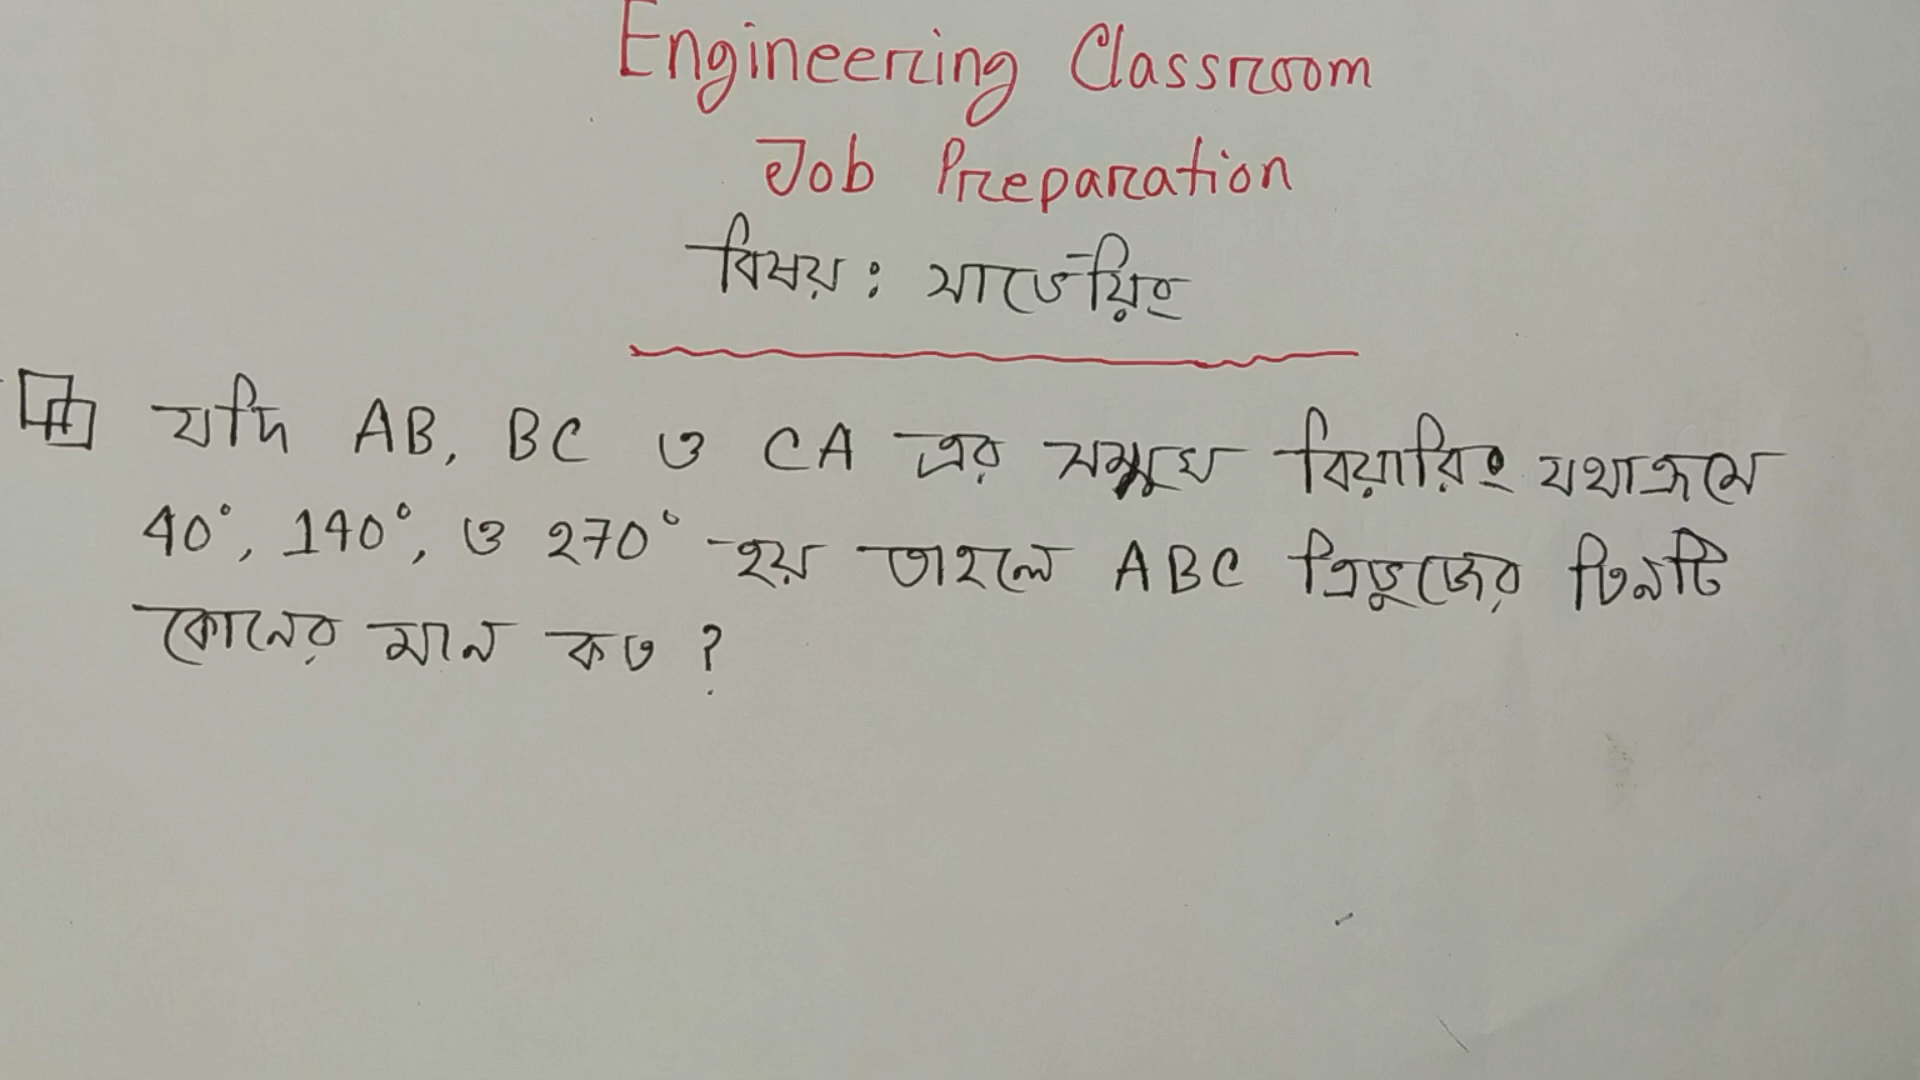 Engineering Classroom
Job Preparation
বিষয়: সার্ভেয়িং
যদি AB, BC ও CA এর সম্মুখ বিয়ারিং যথাক্রমে
40°, 140°, ও 270° হয় তাহলে ABC ত্রিভুজের তিনটি
কোনের মান কত ?